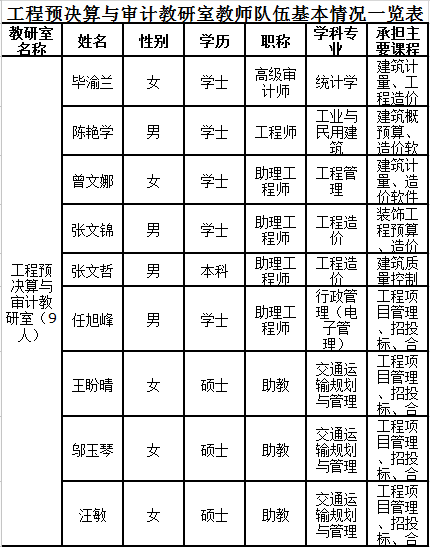 工程预决算与审计教研室教师队伍基本情况一览表
教研室
名称
姓名
性别
学历
职称
学科专
业
承担主
要课程
工程预
决算与
审计教
研室（9
人）
毕渝兰
女
学士
高级审
计师
统计学
建筑计
量、工
程造价
陈艳学
男
学士
工程师
工业与
民用建
筑
建筑概
预算、
造价软
曾文娜
女
学士
助理工
程师
工程管
理
建筑计
量、造
价软件
张文锦
男
学士
助理工
程师
工程造
价
装饰工
程预算
、造价
张文哲
男
本科
助理工
程师
工程造
价
建筑质
量控制
任旭峰
男
学士
助理工
程师
行政管
理（电
子管
理）
工程项
目管理
、招投
标、合
王盼晴
女
硕士
助教
交通运
输规划
与管理
工程项
目管理
、招投
标、合
邬玉琴
女
硕士
助教
交通运
输规划
与管理
工程项
目管理
、招投
标、合
汪敏
女
硕士
助教
交通运
输规划
与管理
工程项
目管理
、招投
标、合